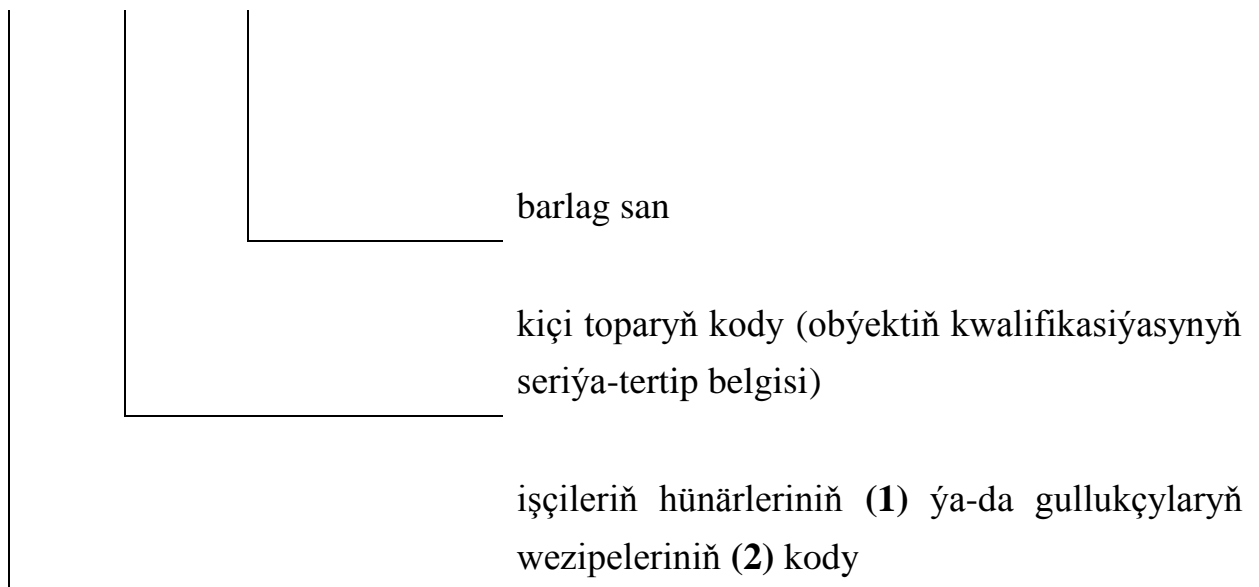 barlag san
kiçi toparyň kody (obýektiň kwalifikasiýasynyň
seriýa-tertip belgisi)
işçileriň hünärleriniň (1) ýa-da gullukçylaryň
wezipeleriniň (2) kody